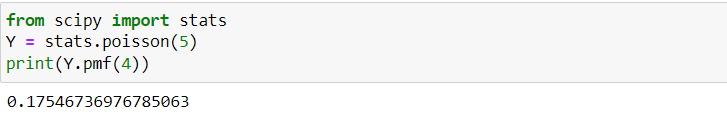 from scipy import stats
Y = stats.poisson(5)
print(Y.pmf(4))
0.17546736976785063